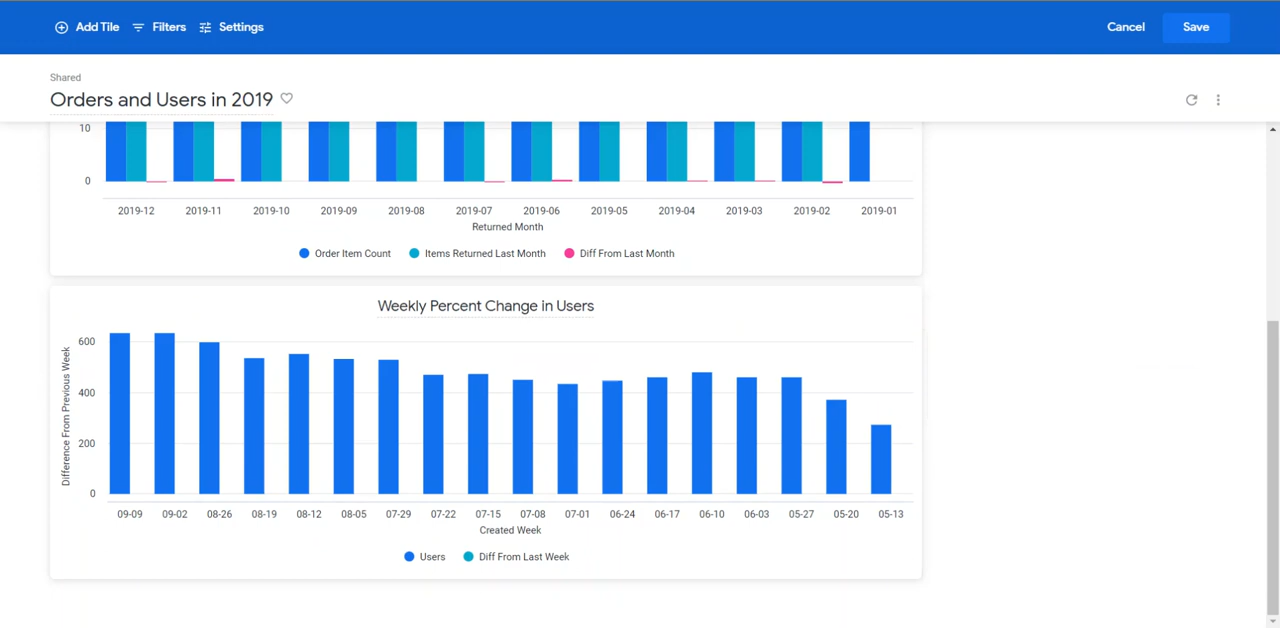 Add Tile Filters Settings Cancel Save
Shared
Orders and Users in 2019
10
0
2019-12 2019-11 2019-10 2019-09 2019-08 2019-07 2019-06 2019-05 2019-04 2019-03 2019-02 2019-01
Returned Month
Order Item Count Items Returned Last Month Diff From Last Month
Weekly Percent Change in Users
Difference From Previous Week
600
400
200
0
09-09 09-02 08-26 08-19 08-12 08-05 07-29 07-22 07-15 07-08 07-01 06-24 06-17 06-10 06-03 05-27 05-20 05-13
Created Week
Users Diff From Last Week